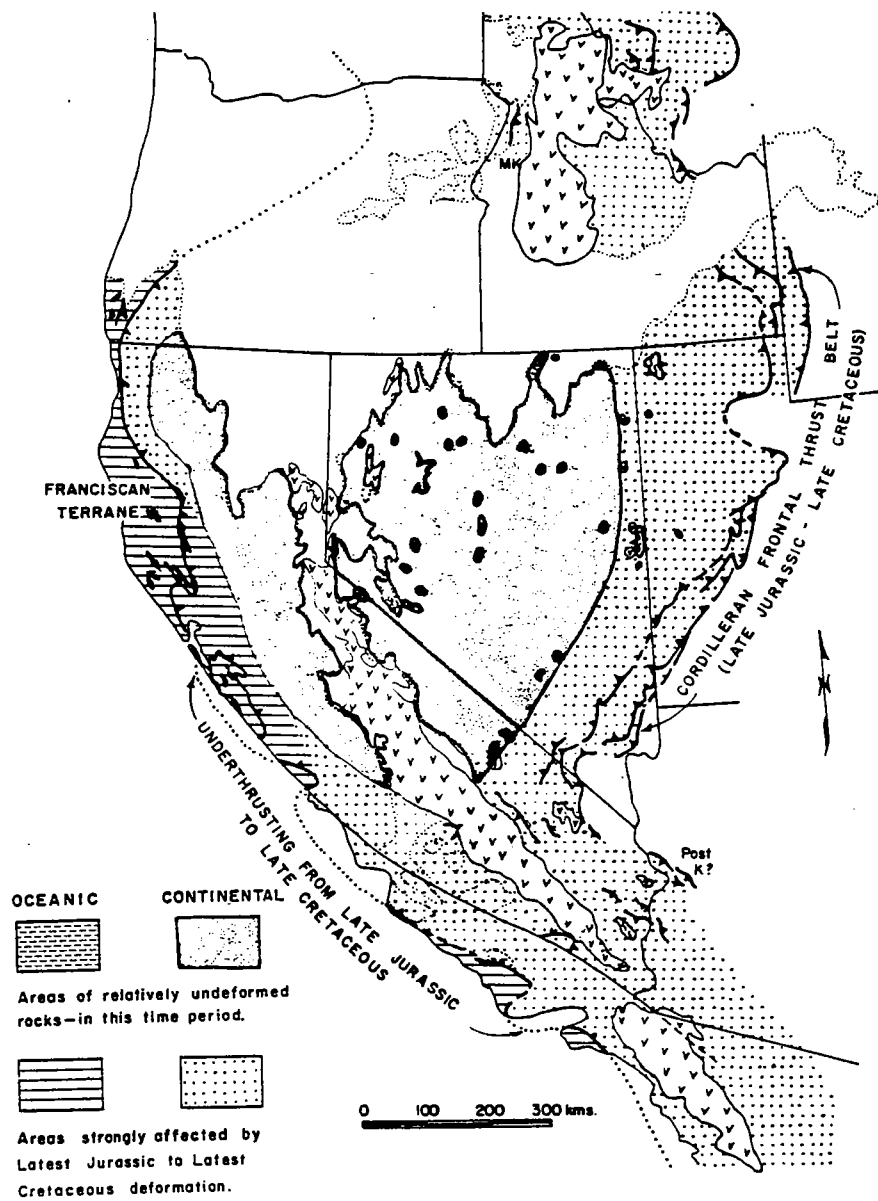 MK
BELT
CORDILLERAN FRONTAL THRUST
(LATE JURASSIC - LATE CRETACEOUS)
FRANCISCAN
TERRANE
UNDERTHRUSTING FROM LATE JURASSIC
TO LATE CRETACEOUS
Post
K?
OCEANIC
CONTINENTAL
Areas of relatively undeformed
rocks—in this time period.
Areas strongly affected by
Latest Jurassic to Latest
Cretaceous deformation.
0 100 200 300 kms.